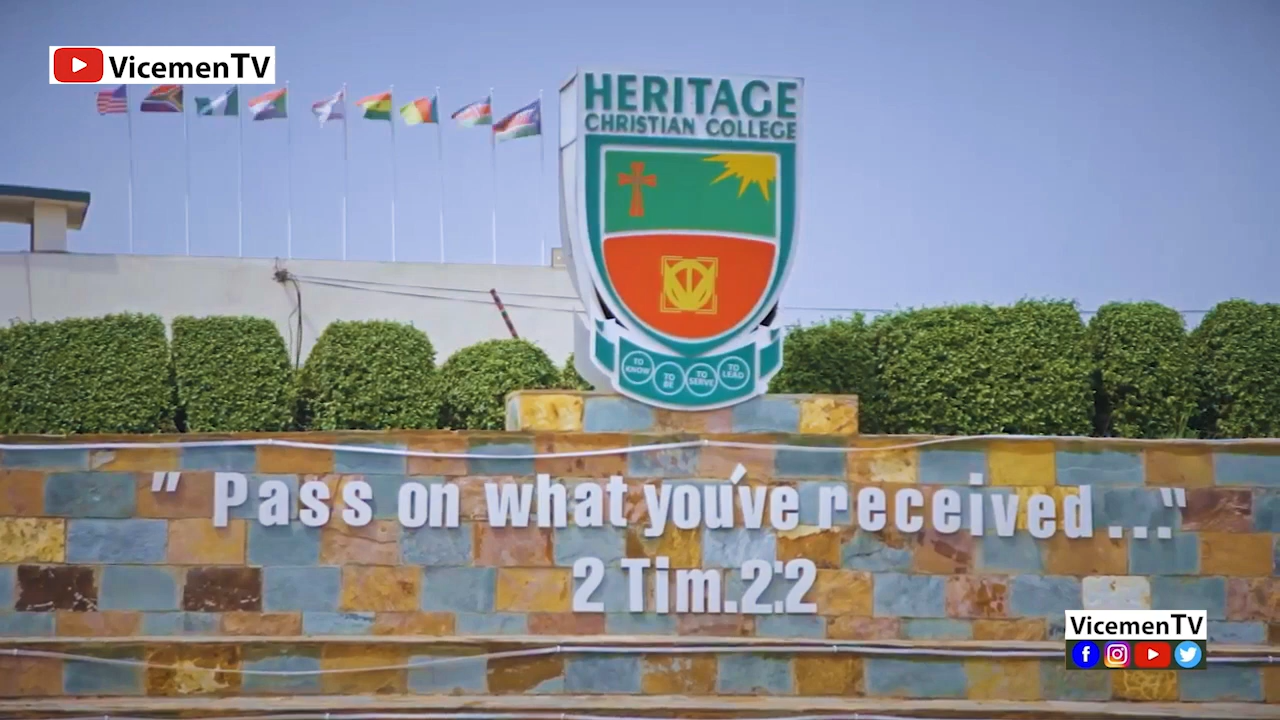 VicemenTV
HERITAGE
CHRISTIAN COLLEGE
TO KNOW
TO BE
TO SERVE
TO LEAD
" Pass on what you've received ..."
2 Tim.2:2
VicemenTV